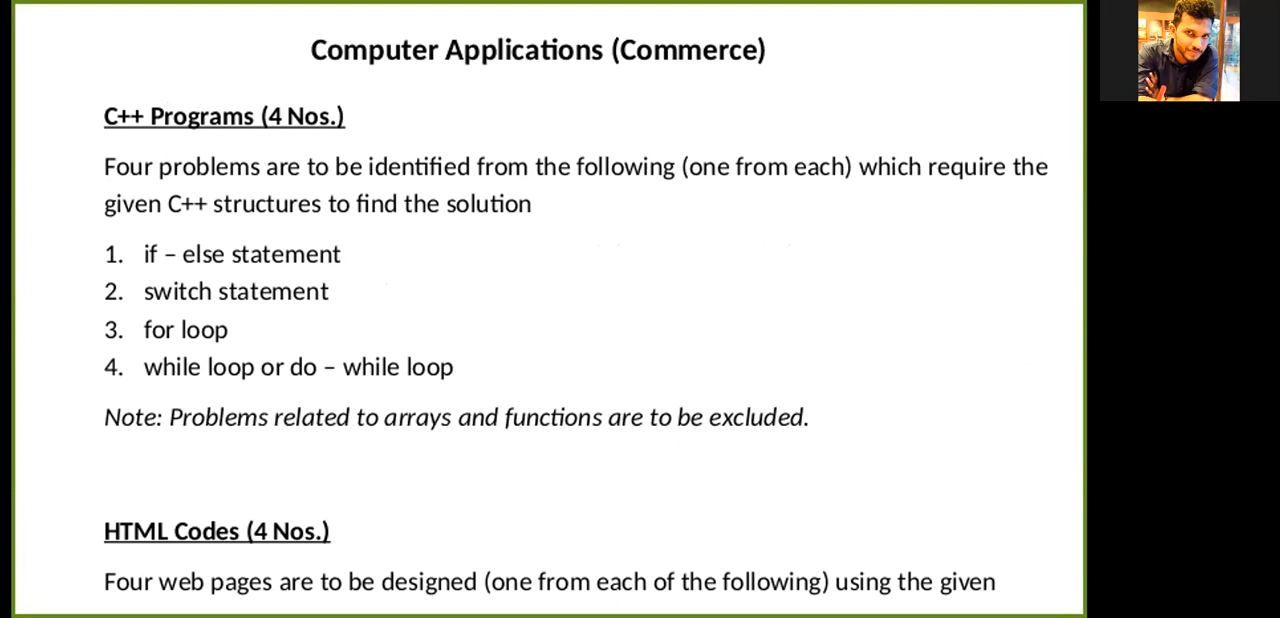 Computer Applications (Commerce)
C++ Programs (4 Nos.)
Four problems are to be identified from the following (one from each) which require the
given C++ structures to find the solution
1. if – else statement
2. switch statement
3. for loop
4. while loop or do – while loop
Note: Problems related to arrays and functions are to be excluded.
HTML Codes (4 Nos.)
Four web pages are to be designed (one from each of the following) using the given